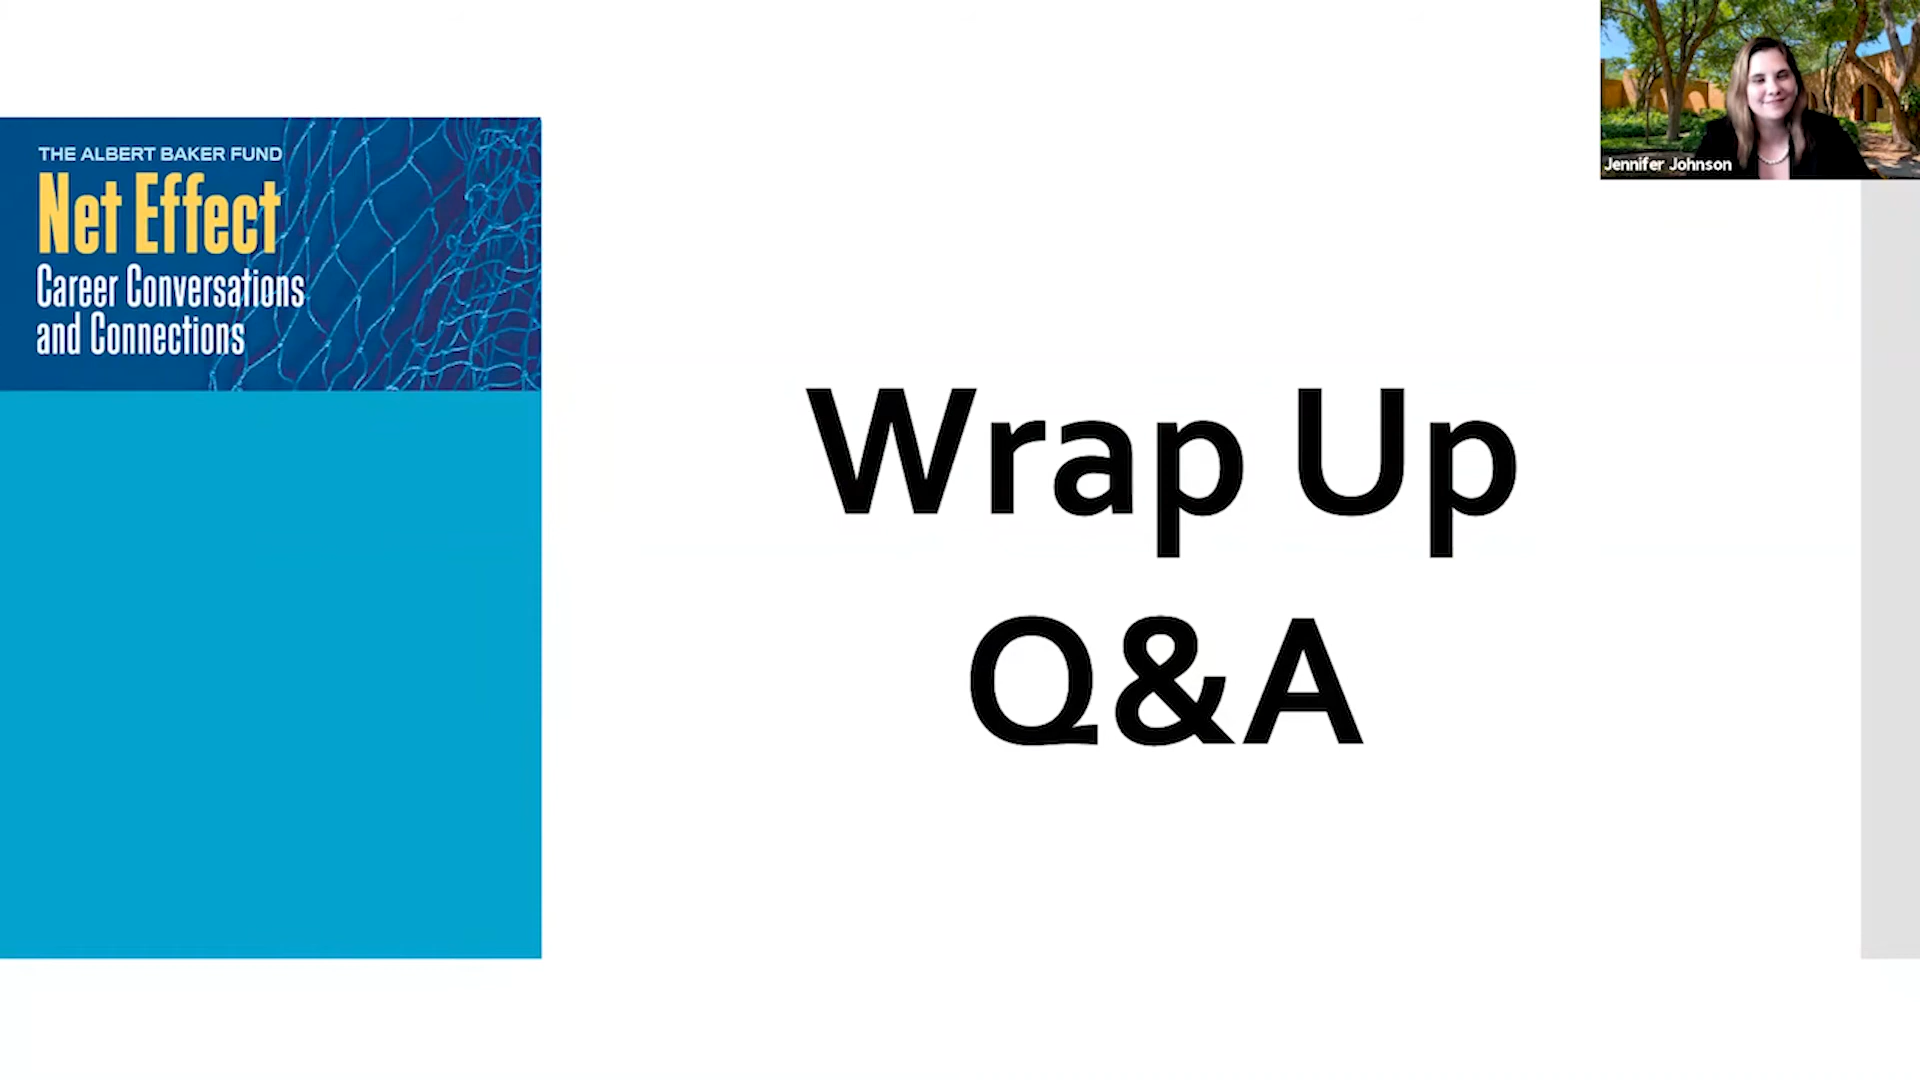 THE ALBERT BAKER FUND
Net Effect
Career Conversations
and Connections
Wrap Up
Q&A
Jennifer Johnson